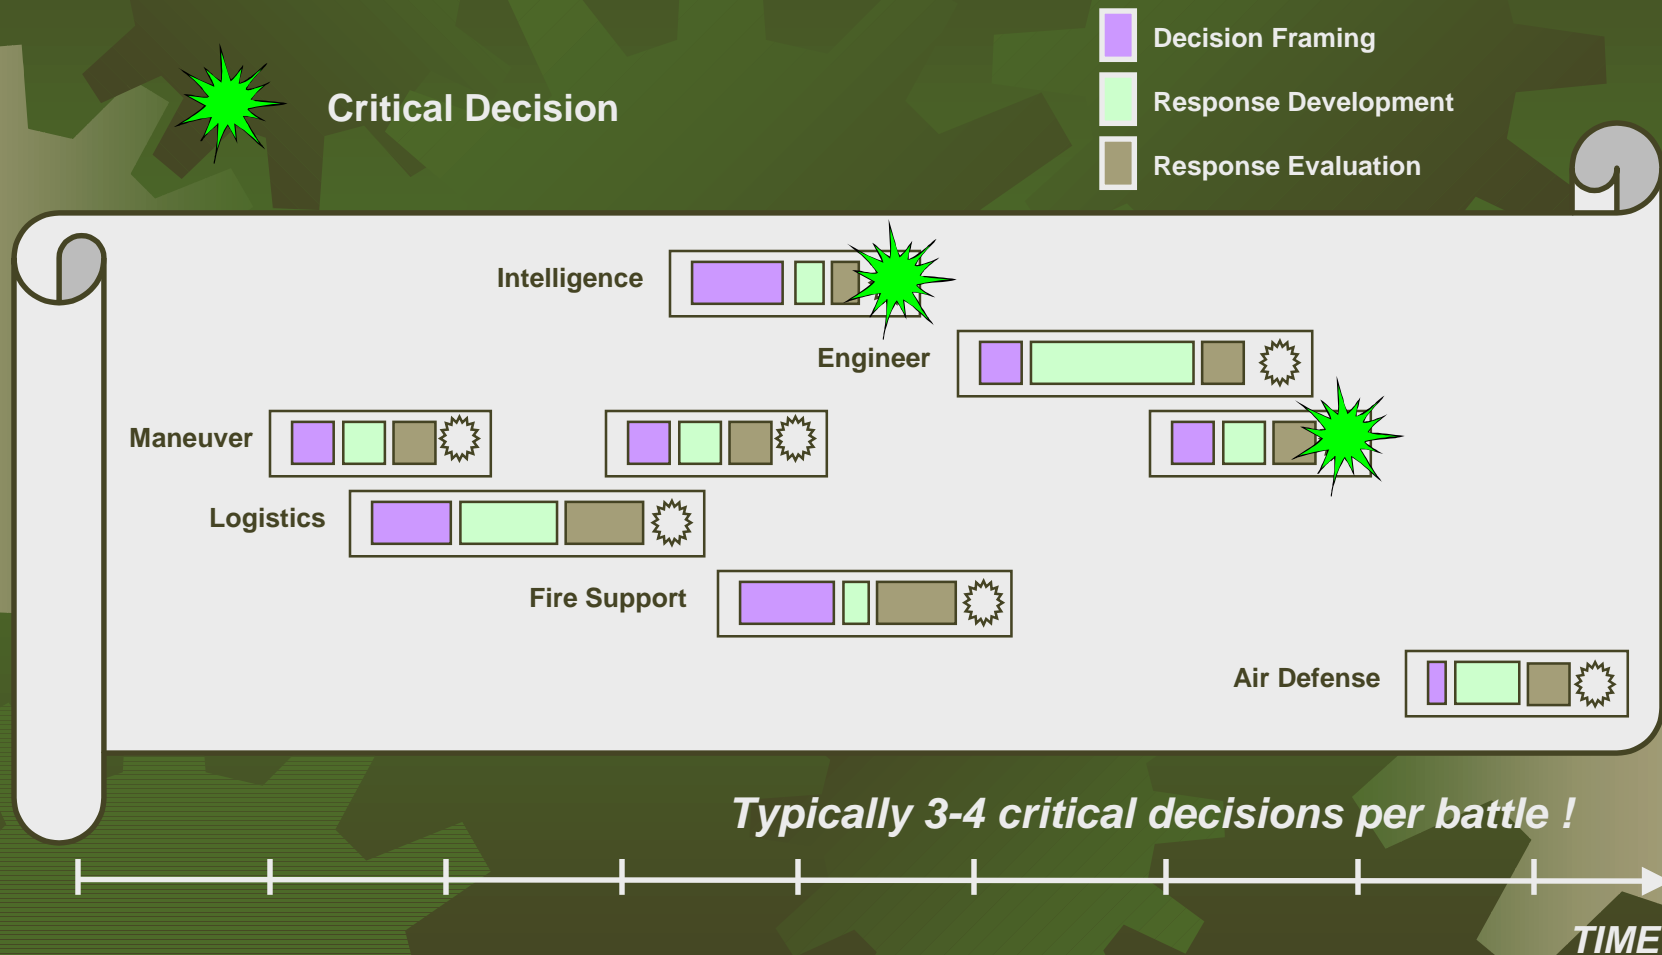 Decision Framing
Critical Decision
Response Development
Response Evaluation
Intelligence
Engineer
Maneuver
Logistics
Fire Support
Air Defense
Typically 3-4 critical decisions per battle !
TIME